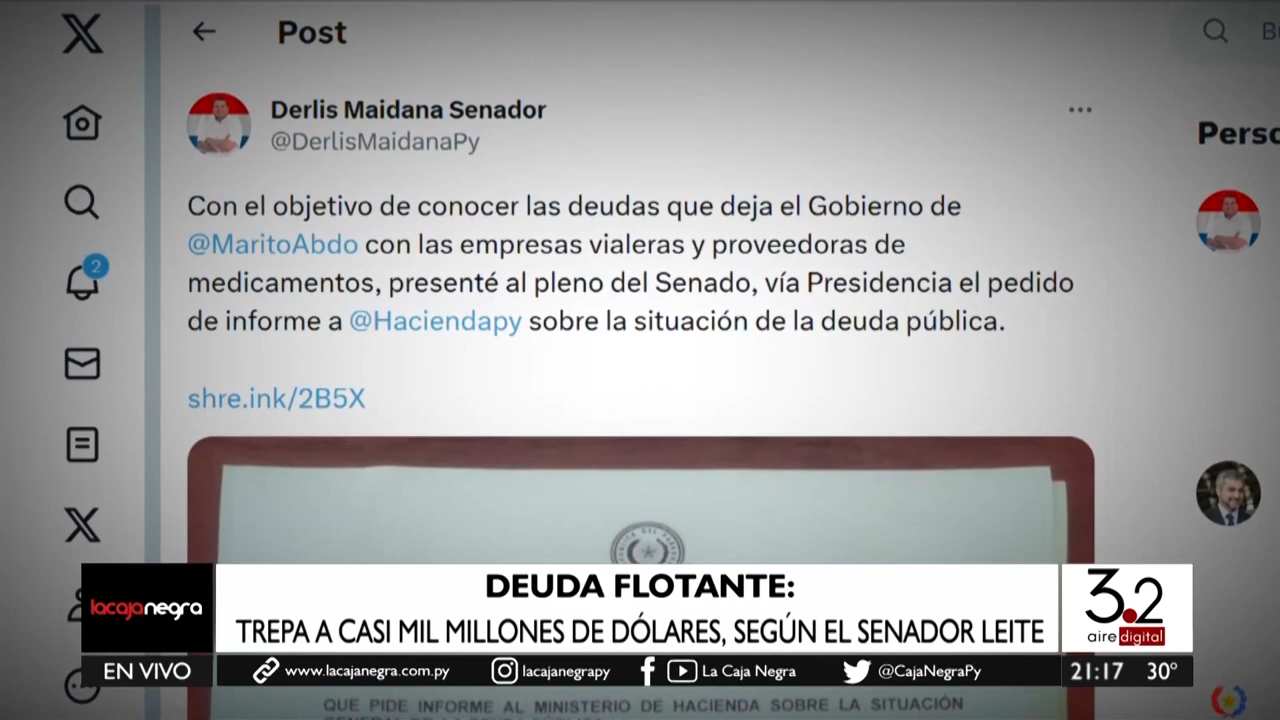 Post
Derlis Maidana Senador
@DerlisMaidanaPy
Con el objetivo de conocer las deudas que deja el Gobierno de
@MaritoAbdo con las empresas vialeras y proveedoras de
medicamentos, presenté al pleno del Senado, vía Presidencia el pedido
de informe a @Haciendapy sobre la situación de la deuda pública.
shre.ink/2B5X
2
lacajanegra
DEUDA FLOTANTE:
TREPA A CASI MIL MILLONES DE DÓLARES, SEGÚN EL SENADOR LEITE
3.2
aire digital
EN VIVO
www.lacajanegra.com.py
lacajanegrapy
La Caja Negra
@CajaNegraPy
21:17 30°
QUE PIDE INFORME AL MINISTERIO DE HACIENDA SOBRE LA SITUACIÓN